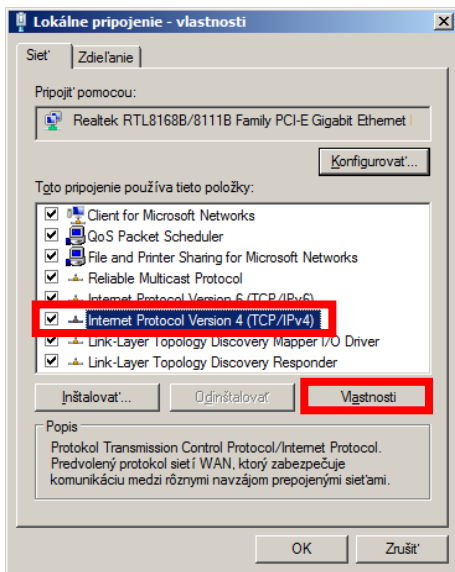 Lokálne pripojenie - vlastnosti
Sieť Zdieľanie
Pripojiť pomocou:
Realtek RTL8168B/8111B Family PCI-E Gigabit Ethernet
Konfigurovať...
Toto pripojenie používa tieto položky:
Client for Microsoft Networks
QoS Packet Scheduler
File and Printer Sharing for Microsoft Networks
Reliable Multicast Protocol
Internet Protocol Version 6 (TCP/IPv6)
Internet Protocol Version 4 (TCP/IPv4)
Link-Layer Topology Discovery Mapper I/O Driver
Link-Layer Topology Discovery Responder
Inštalovať... Odinštalovať Vlastnosti
Popis
Protokol Transmission Control Protocol/Internet Protocol.
Predvolený protokol sietí WAN, ktorý zabezpečuje
komunikáciu medzi rôznymi navzájom prepojenými sieťami.
OK Zrušiť